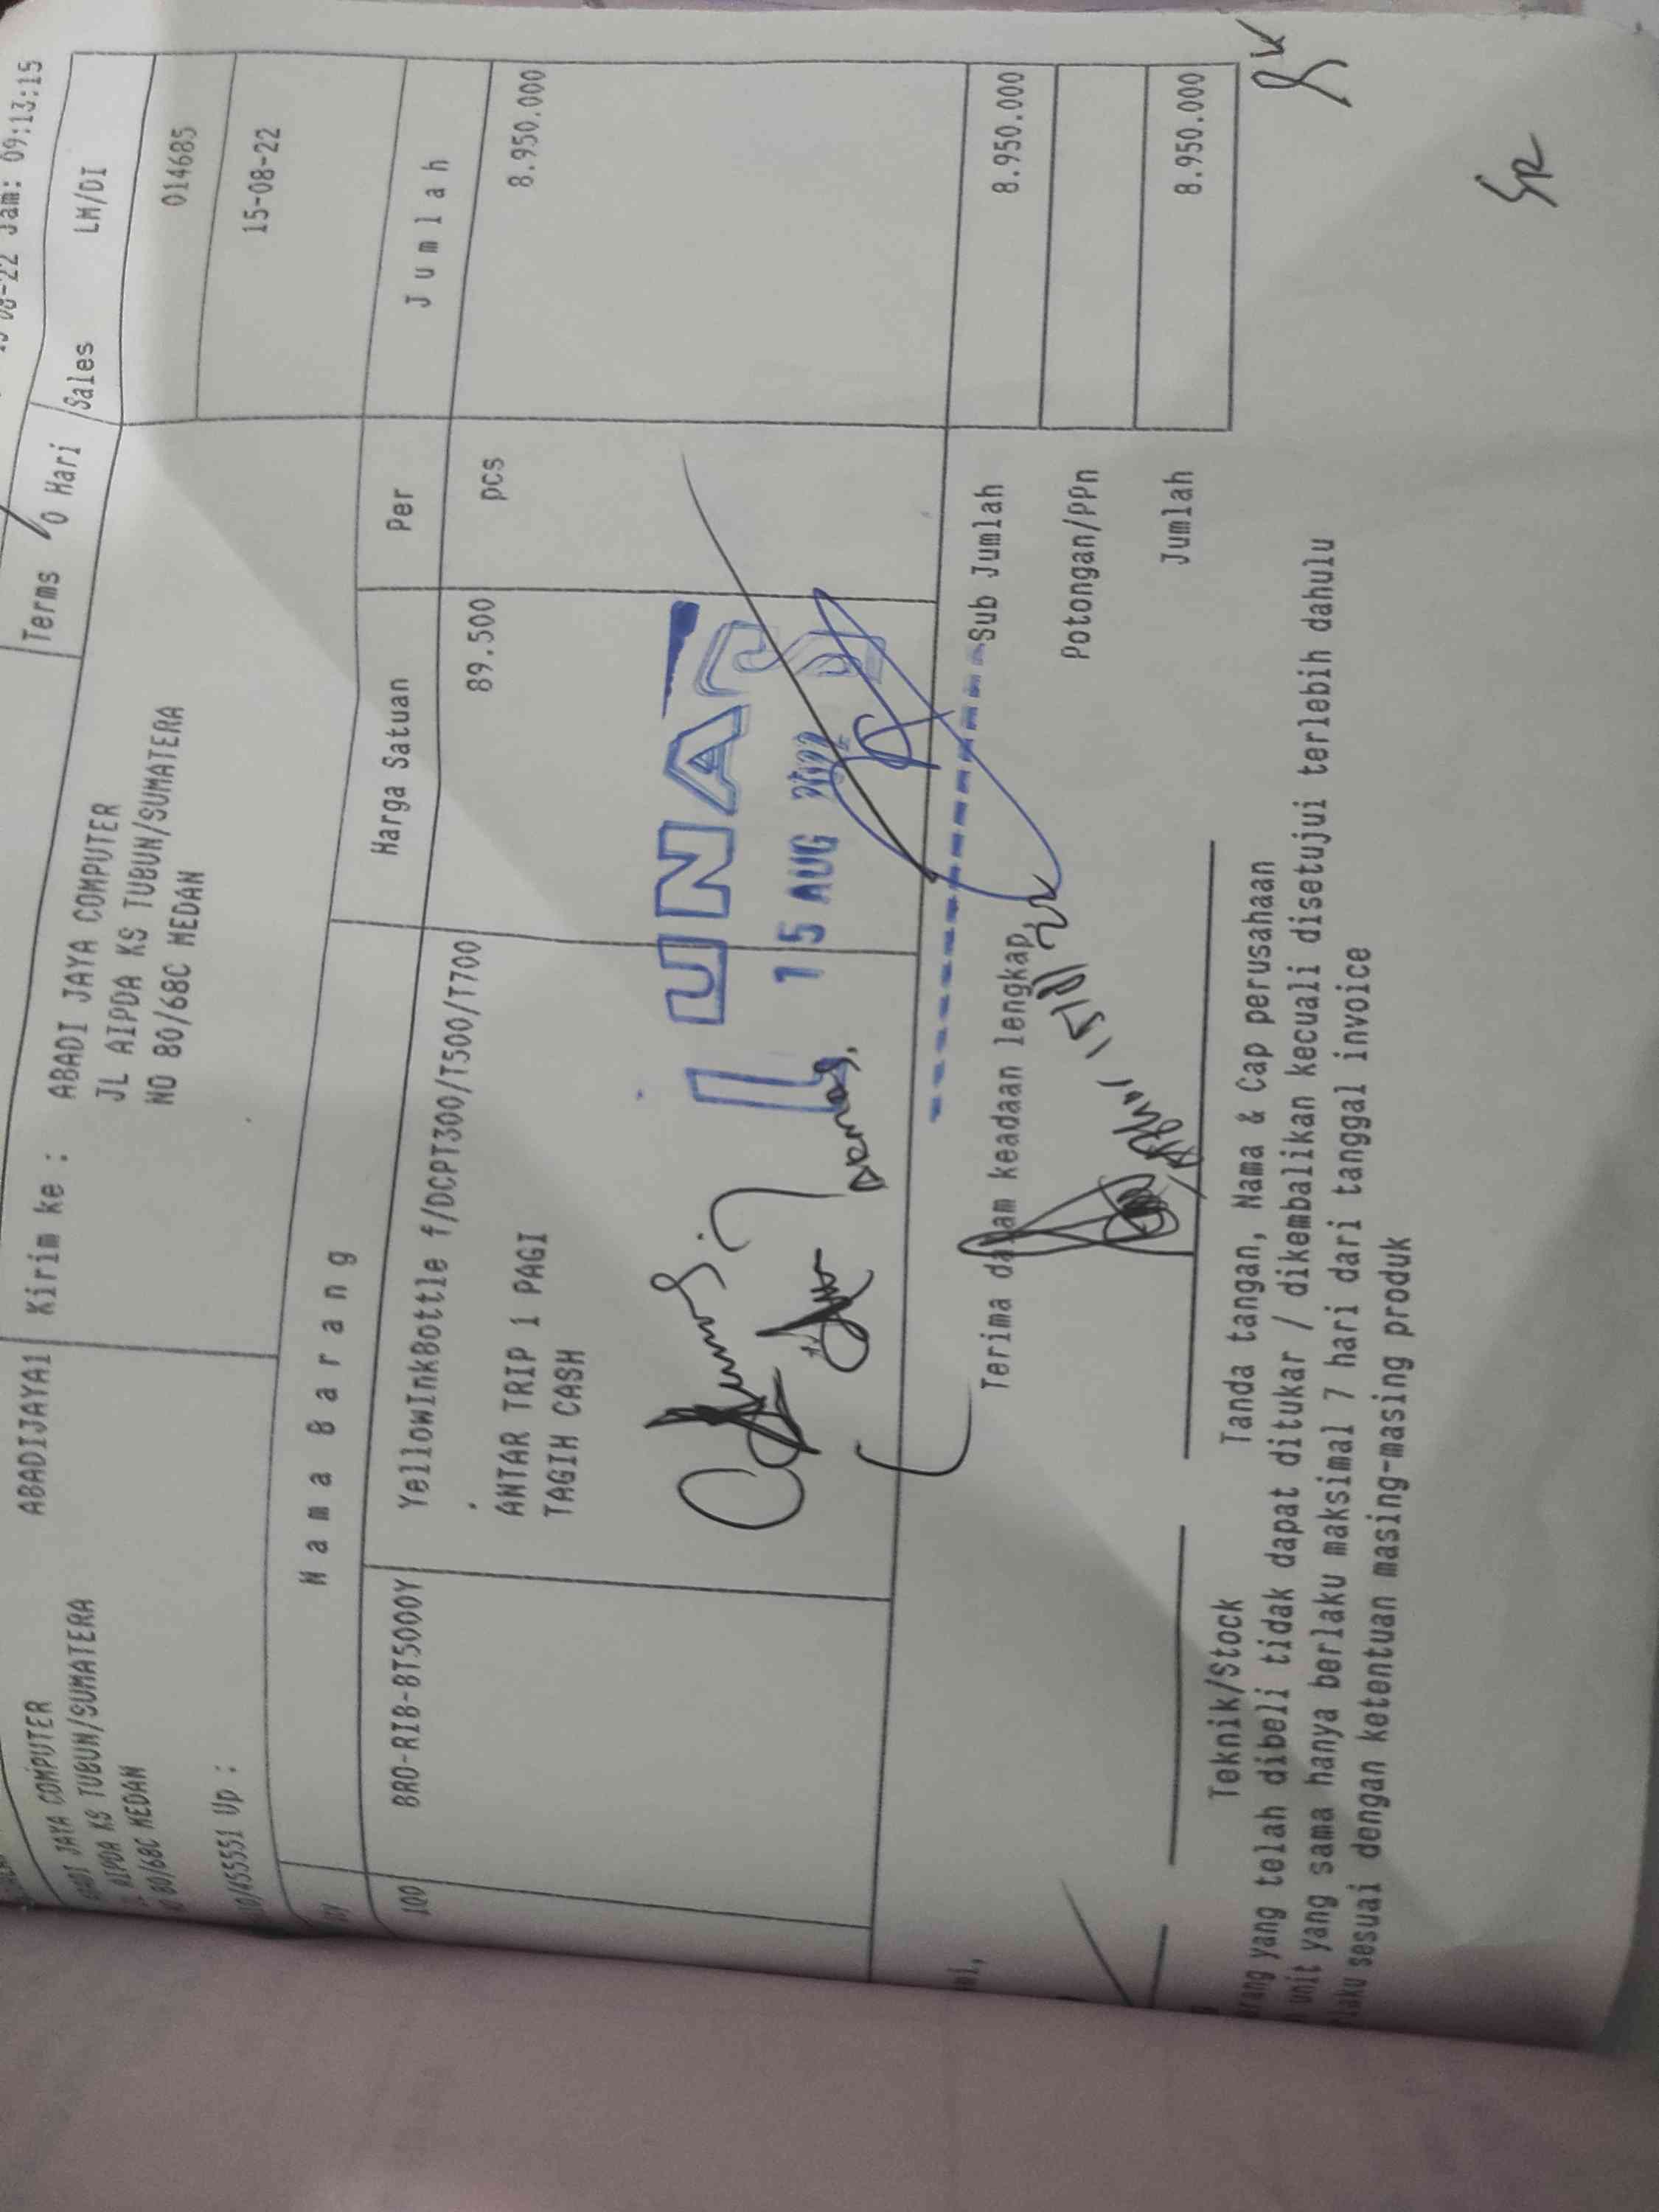 08-22 Jam: 09:13:15
Terms 0 Hari Sales LM/DI
ABADIJAYA1 Kirim ke :
JAYA COMPUTER
AIPDA KS TUBUN/SUMATERA
80/68C MEDAN
Up :
ABADI JAYA COMPUTER
JL AIPDA KS TUBUN/SUMATERA
NO 80/68C MEDAN
014685
15-08-22
Nama Barang Harga Satuan Per Jumlah
100 BRO-RIB-BT5000Y YellowInkBottle f/DCPT300/T500/T700 89.500 pcs 8.950.000
.
ANTAR TRIP 1 PAGI
TAGIH CASH
LUNAS
15 AUG 2022
Terima dalam keadaan lengkap
Sub Jumlah 8.950.000
Potongan/PPn
Jumlah 8.950.000
Teknik/Stock Tanda tangan, Nama & Cap perusahaan
yang telah dibeli tidak dapat ditukar / dikembalikan kecuali disetujui terlebih dahulu
unit yang sama hanya berlaku maksimal 7 hari dari tanggal invoice
sesuai dengan ketentuan masing-masing produk